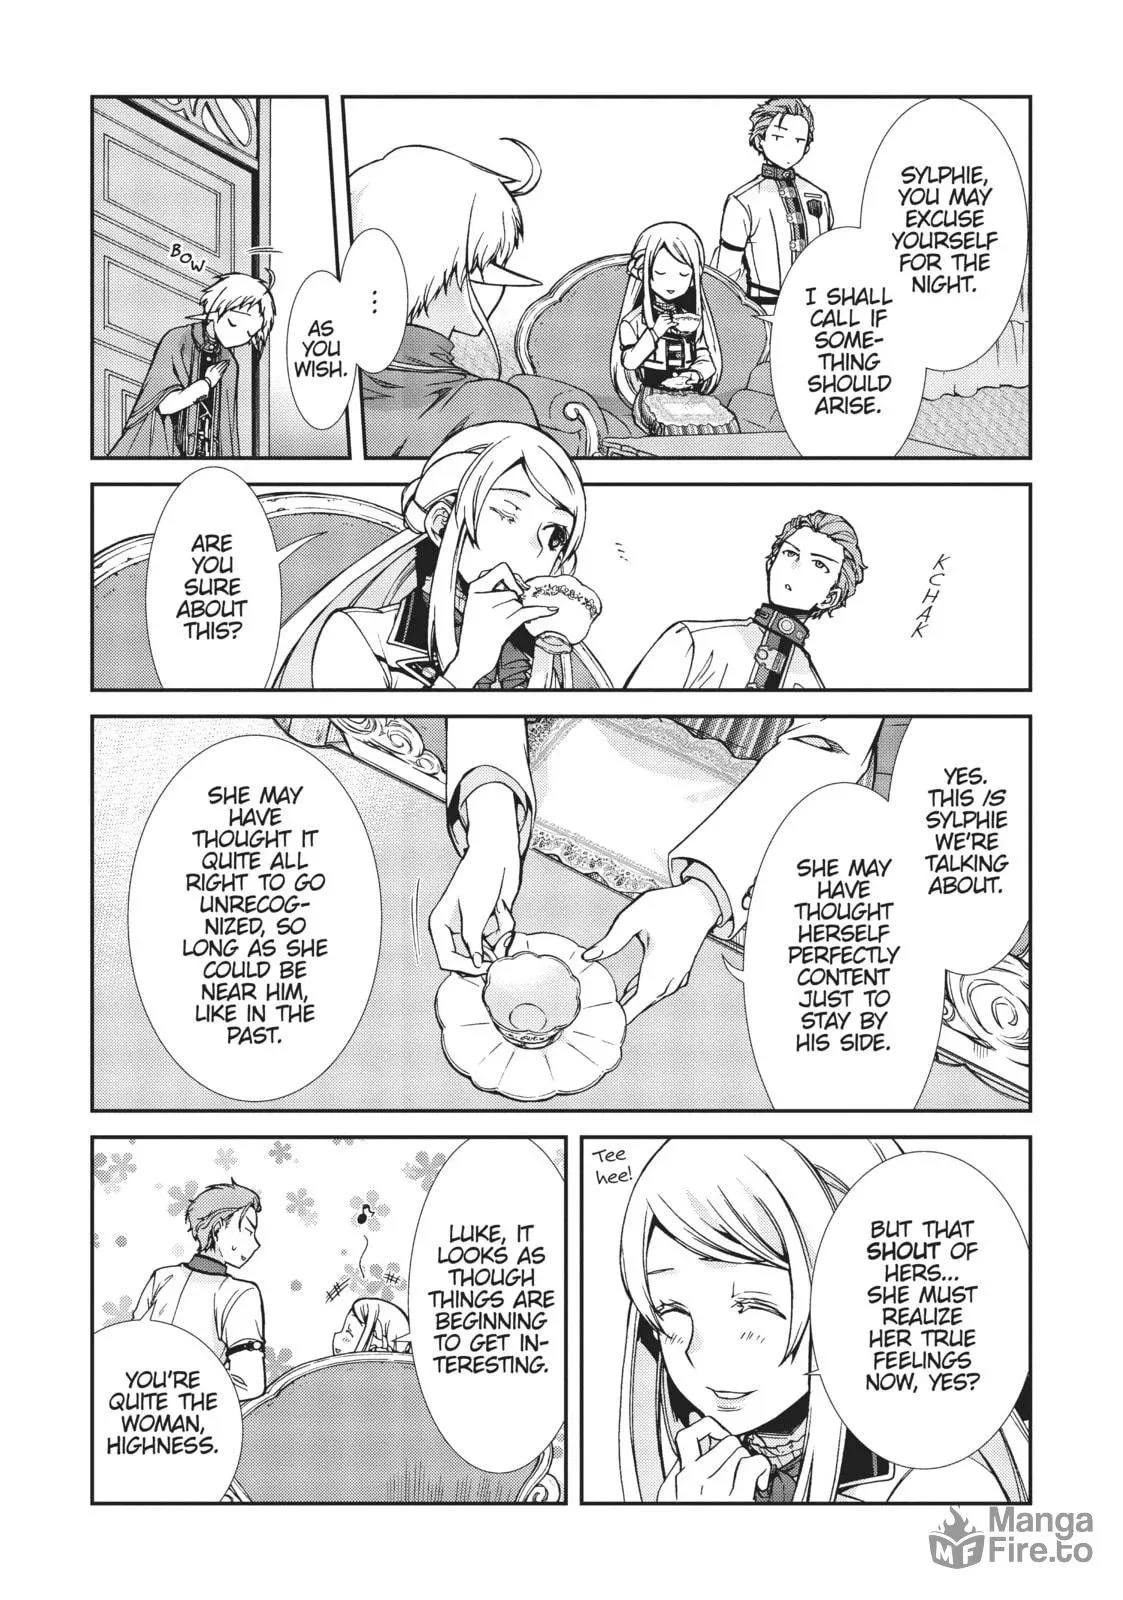 SYLPHIE,
YOU MAY
EXCUSE
YOURSELF
FOR THE
NIGHT.
I SHALL
CALL IF
SOME-
THING
SHOULD
ARISE.
...
AS
YOU
WISH.
BOW
KCHAK
ARE
YOU
SURE
ABOUT
THIS?
YES.
THIS IS
SYLPHIE
WE'RE
TALKING
ABOUT.
SHE MAY
HAVE
THOUGHT
HERSELF
PERFECTLY
CONTENT
JUST TO
STAY BY
HIS SIDE.
SHE MAY
HAVE
THOUGHT IT
QUITE ALL
RIGHT TO GO
UNRECOG-
NIZED, SO
LONG AS SHE
COULD BE
NEAR HIM,
LIKE IN THE
PAST.
BUT THAT
SHOUT OF
HERS...
SHE MUST
REALIZE
HER TRUE
FEELINGS
NOW, YES?
Tee
hee!
LUKE, IT
LOOKS AS
THOUGH
THINGS ARE
BEGINNING
TO GET IN-
TERESTING.
YOU'RE
QUITE THE
WOMAN,
HIGHNESS.
Manga
Fire.to
MF